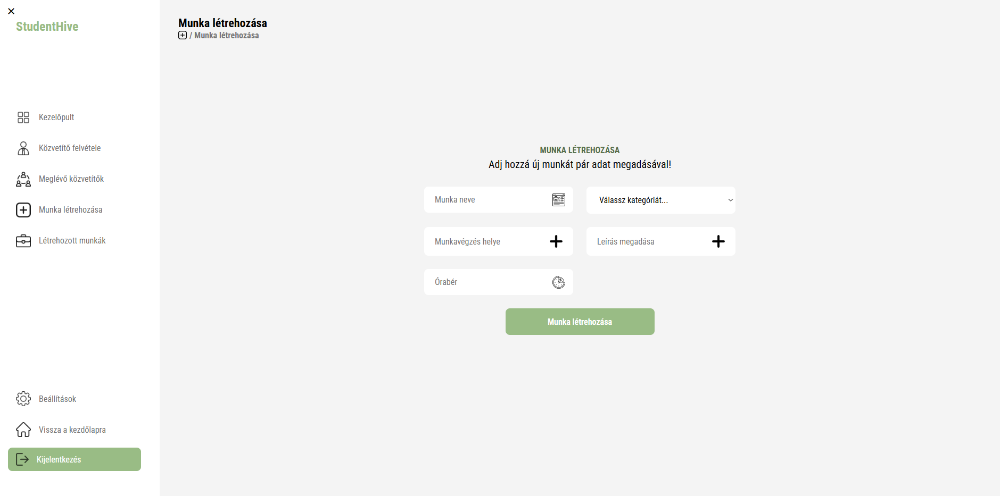 StudentHive
Kezelőpult
Közvetítő felvétele
Meglévő közvetítők
Munka létrehozása
Létrehozott munkák
Beállítások
Vissza a kezdőlapra
Kijelentkezés
Munka létrehozása
/ Munka létrehozása
MUNKA LÉTREHOZÁSA
Adj hozzá új munkát pár adat megadásával!
Munka neve
Válassz kategóriát...
Munkavégzés helye
Leírás megadása
Órabér
Munka létrehozása